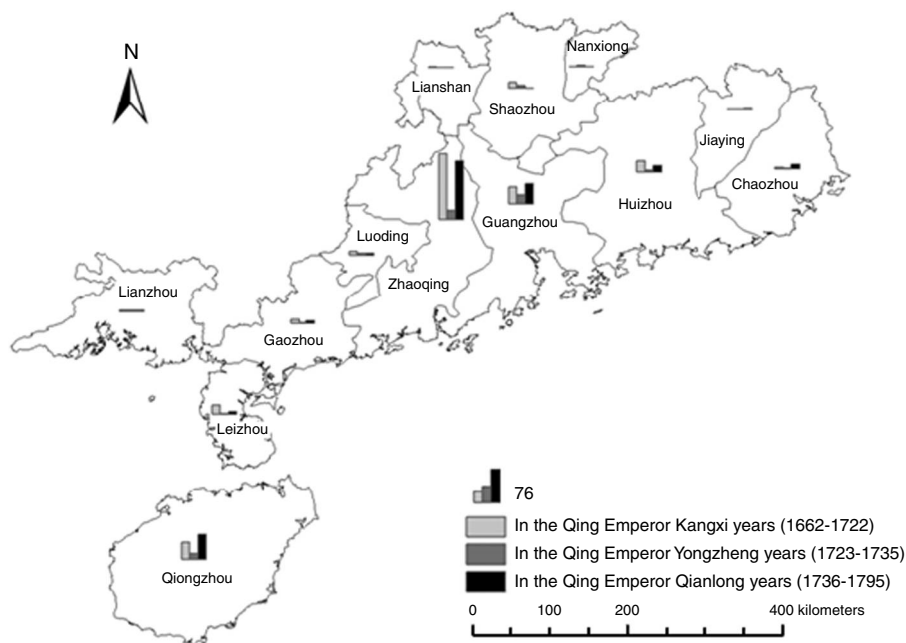 N
Nanxiong
Lianshan
Shaozhou
Jiaying
Chaozhou
Huizhou
Guangzhou
Luoding
Zhaoqing
Lianzhou
Gaozhou
Leizhou
Qiongzhou
76
In the Qing Emperor Kangxi years (1662-1722)
In the Qing Emperor Yongzheng years (1723-1735)
In the Qing Emperor Qianlong years (1736-1795)
0 100 200 400 kilometers